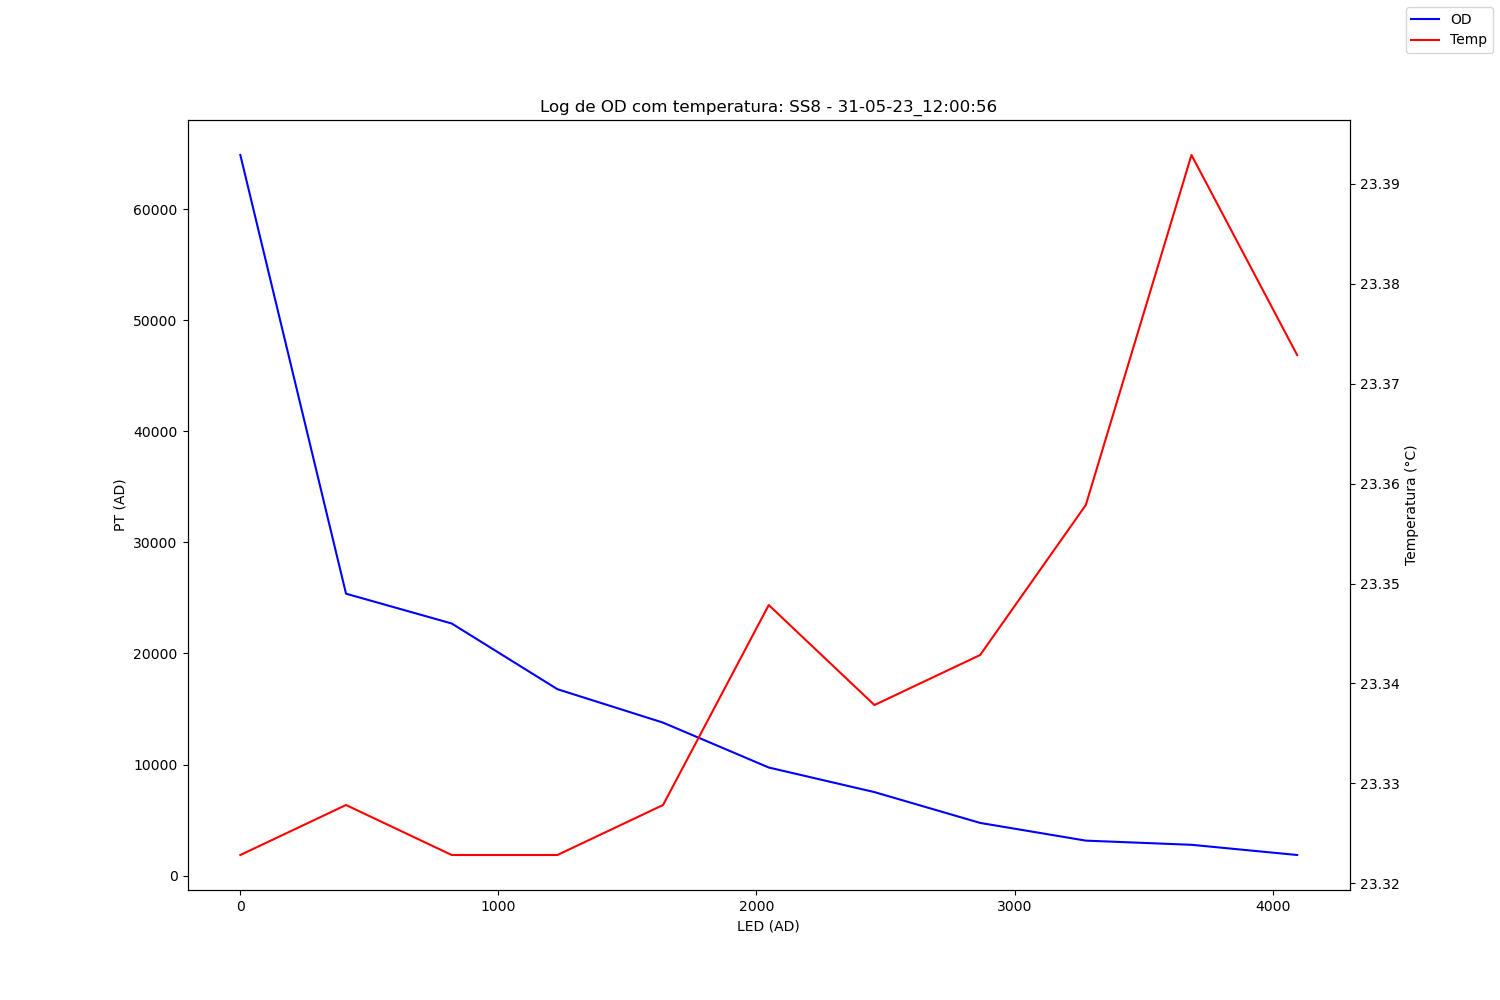 OD
Temp
Log de OD com temperatura: SS8 - 31-05-23_12:00:56
60000
50000
40000
30000
20000
10000
0
PT (AD)
23.39
23.38
23.37
23.36
23.35
23.34
23.33
23.32
Temperatura (°C)
0 1000 2000 3000 4000
LED (AD)